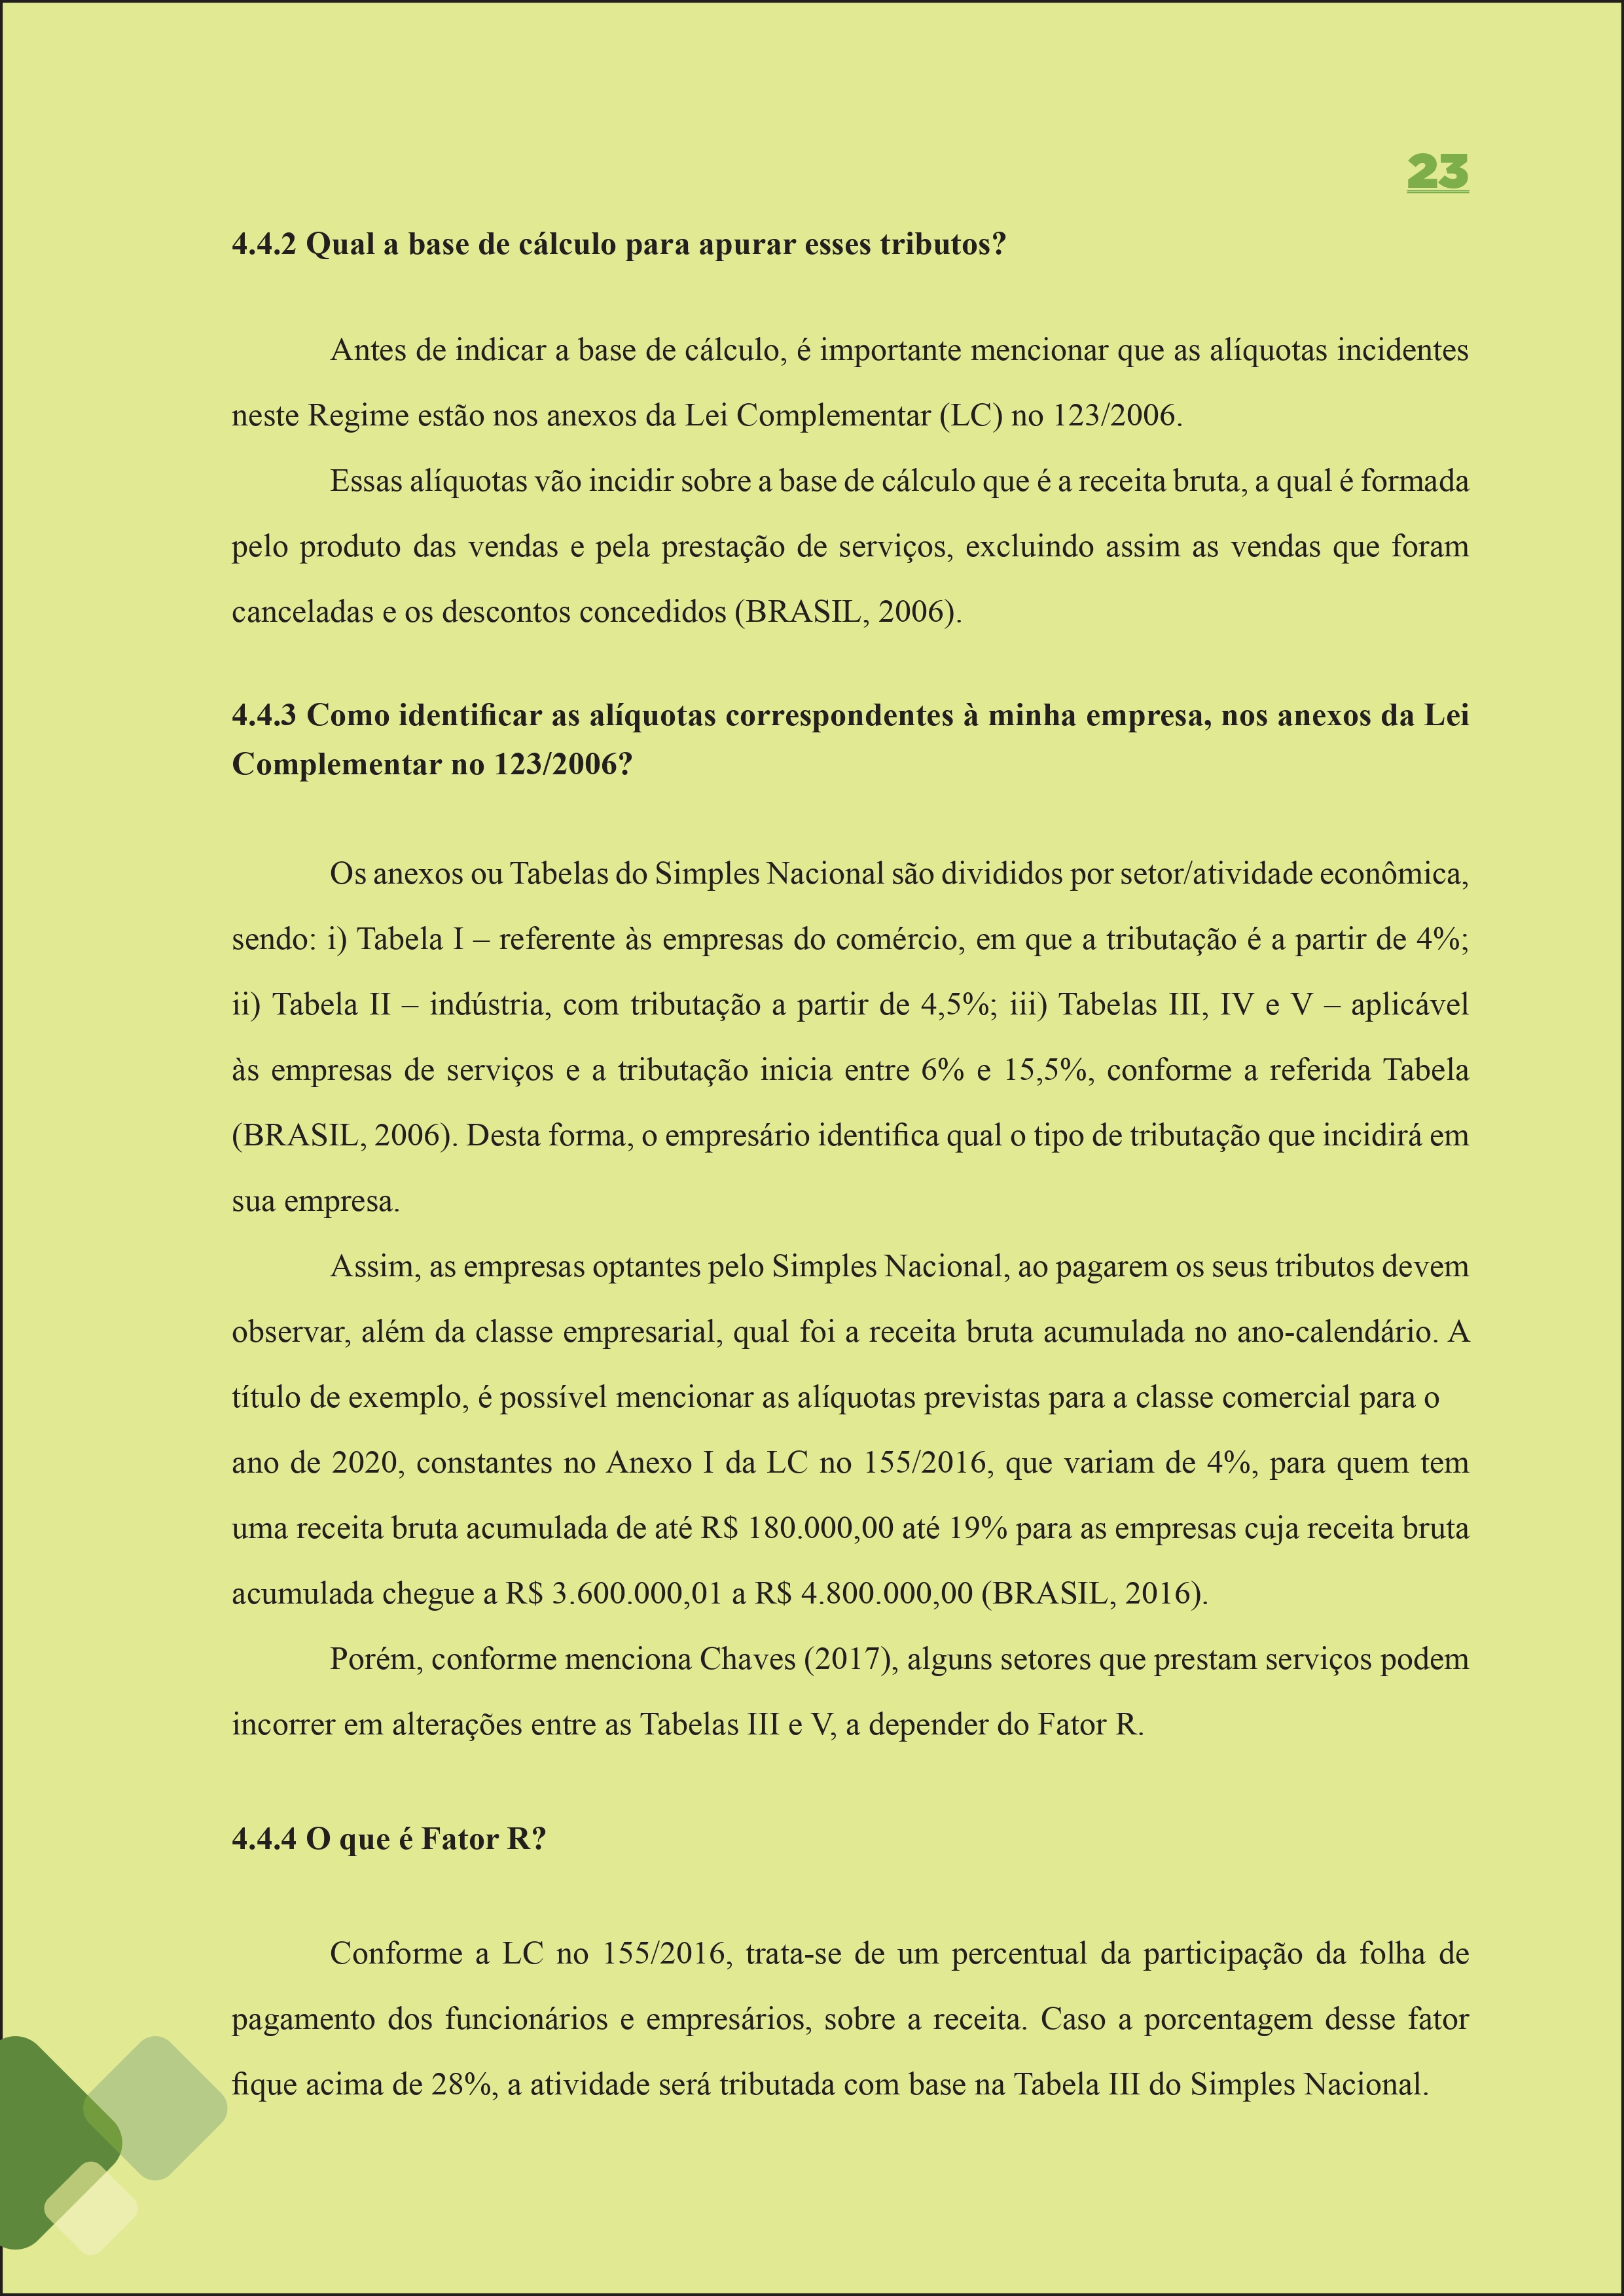 23
4.4.2 Qual a base de cálculo para apurar esses tributos?
Antes de indicar a base de cálculo, é importante mencionar que as alíquotas incidentes
neste Regime estão nos anexos da Lei Complementar (LC) no 123/2006.
Essas alíquotas vão incidir sobre a base de cálculo que é a receita bruta, a qual é formada
pelo produto das vendas e pela prestação de serviços, excluindo assim as vendas que foram
canceladas e os descontos concedidos (BRASIL, 2006).
4.4.3 Como identificar as alíquotas correspondentes à minha empresa, nos anexos da Lei
Complementar no 123/2006?
Os anexos ou Tabelas do Simples Nacional são divididos por setor/atividade econômica,
sendo: i) Tabela I – referente às empresas do comércio, em que a tributação é a partir de 4%;
ii) Tabela II – indústria, com tributação a partir de 4,5%; iii) Tabelas III, IV e V – aplicável
às empresas de serviços e a tributação inicia entre 6% e 15,5%, conforme a referida Tabela
(BRASIL, 2006). Desta forma, o empresário identifica qual o tipo de tributação que incidirá em
sua empresa.
Assim, as empresas optantes pelo Simples Nacional, ao pagarem os seus tributos devem
observar, além da classe empresarial, qual foi a receita bruta acumulada no ano-calendário. A
título de exemplo, é possível mencionar as alíquotas previstas para a classe comercial para o
ano de 2020, constantes no Anexo I da LC no 155/2016, que variam de 4%, para quem tem
uma receita bruta acumulada de até R$ 180.000,00 até 19% para as empresas cuja receita bruta
acumulada chegue a R$ 3.600.000,01 a R$ 4.800.000,00 (BRASIL, 2016).
Porém, conforme menciona Chaves (2017), alguns setores que prestam serviços podem
incorrer em alterações entre as Tabelas III e V, a depender do Fator R.
4.4.4 O que é Fator R?
Conforme a LC no 155/2016, trata-se de um percentual da participação da folha de
pagamento dos funcionários e empresários, sobre a receita. Caso a porcentagem desse fator
fique acima de 28%, a atividade será tributada com base na Tabela III do Simples Nacional.